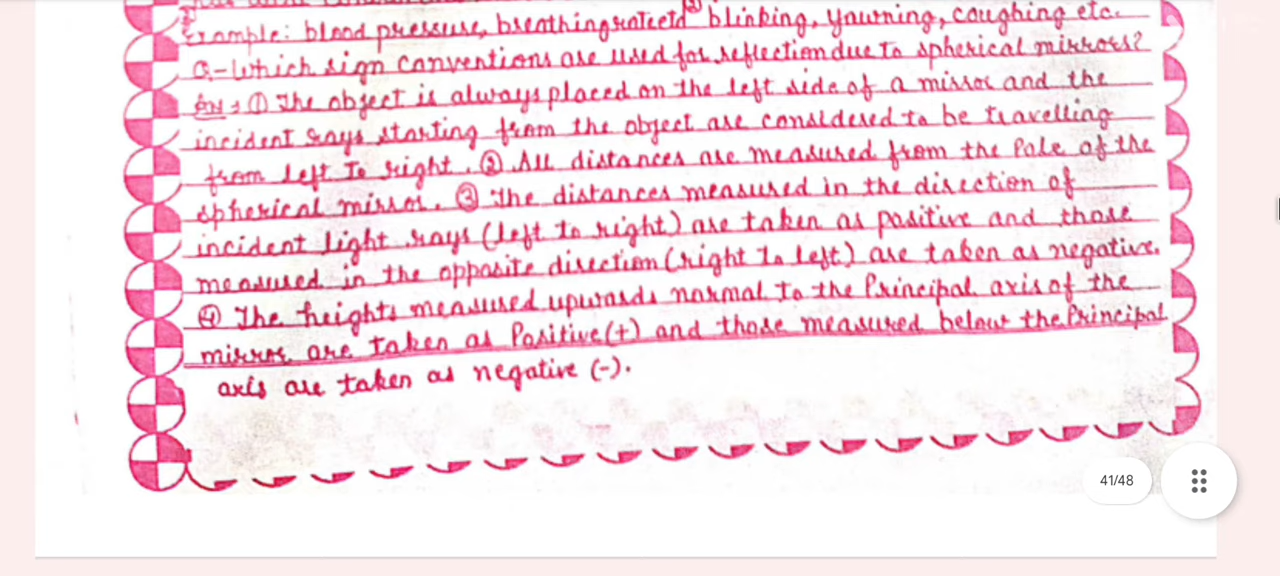 Example: blood pressure, breathing rate etc. blinking, yawning, coughing etc.
Q.- Which sign conventions are used for reflection due to spherical mirrors?
Ans: ① The object is always placed on the left side of a mirror and the
incident rays starting from the object are considered to be travelling
from left to right. ② All distances are measured from the Pole of the
spherical mirror. ③ The distances measured in the direction of
incident light rays (left to right) are taken as positive and those
measured in the opposite direction (right to left) are taken as negative.
④ The heights measured upwards normal to the Principal axis of the
mirror are taken as Positive (+) and those measured below the Principal
axis are taken as negative (-).
41/48